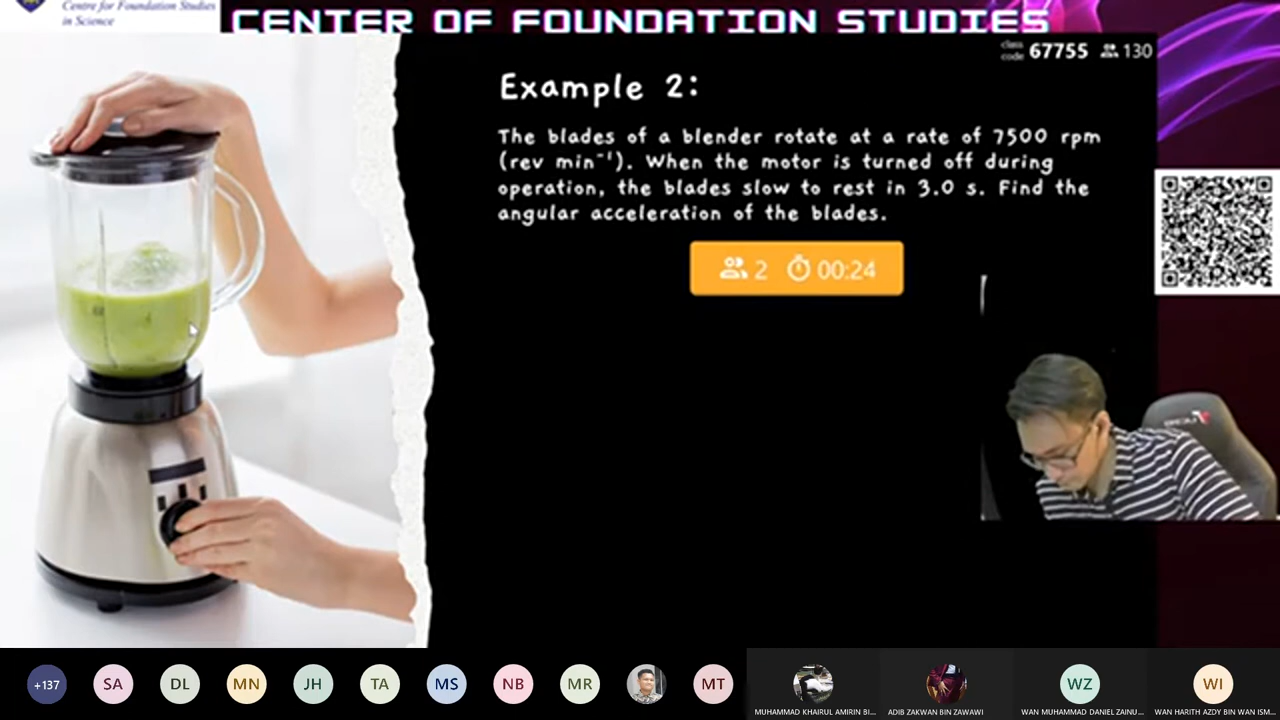 Centre for Foundation Studies
in Science
CENTER OF FOUNDATION STUDIES
class code 67755 130
Example 2:
The blades of a blender rotate at a rate of 7500 rpm
(rev min⁻¹). When the motor is turned off during
operation, the blades slow to rest in 3.0 s. Find the
angular acceleration of the blades.
2 00:24
+137 SA DL MN JH TA MS NB MR MT WZ WI
MUHAMMAD KHAIRUL AMIRIN BI... ADIB ZAKWAN BIN ZAWAWI WAN MUHAMMAD DANIEL ZAINU... WAN HARITH AZDY BIN WAN ISM...